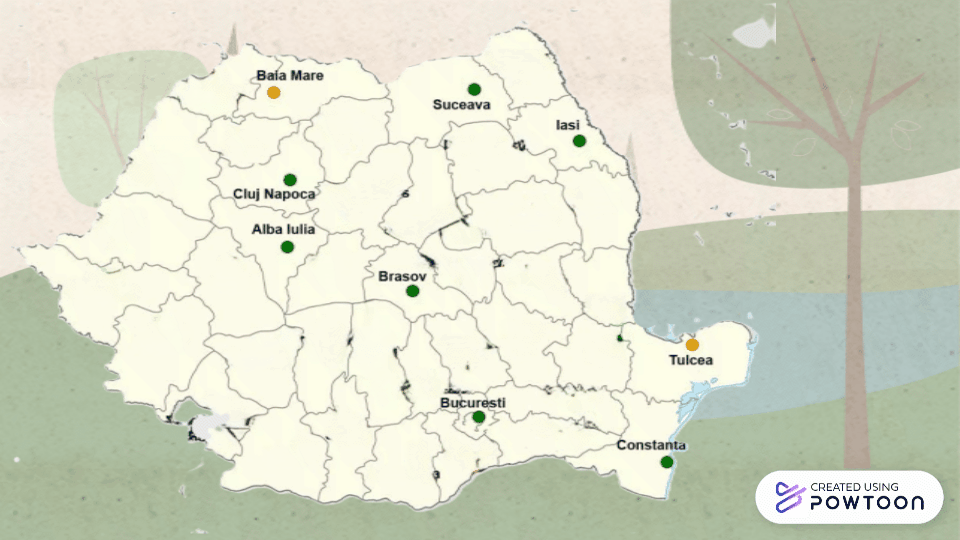 Baia Mare
Suceava
Iasi
Cluj Napoca
Alba Iulia
Brasov
Tulcea
Bucuresti
Constanta
CREATED USING
POWTOON